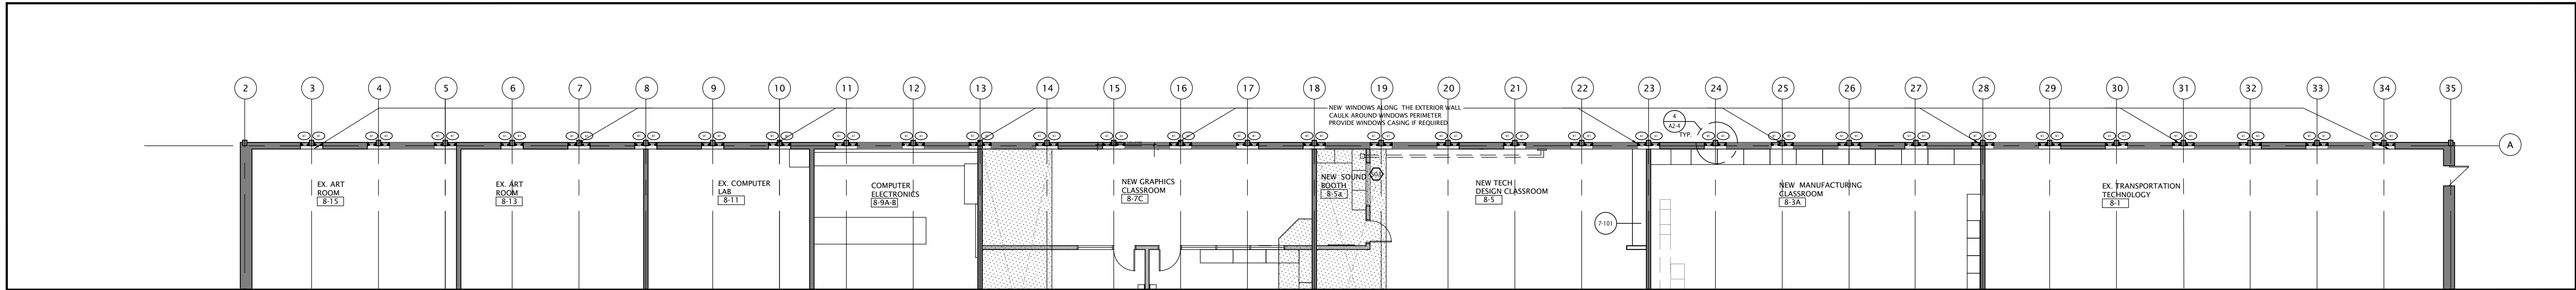 2 3 4 5 6 7 8 9 10 11 12 13 14 15 16 17 18 19 20 21 22 23 24 25 26 27 28 29 30 31 32 33 34 35
NEW WINDOWS ALONG THE EXTERIOR WALL
CAULK AROUND WINDOWS PERIMETER
PROVIDE WINDOWS CASING IF REQUIRED
4
A2-4
TYP.
A
EX. ART
ROOM
8-15
EX. ART
ROOM
8-13
EX. COMPUTER
LAB
8-11
COMPUTER
ELECTRONICS
8-9A-B
NEW GRAPHICS
CLASSROOM
8-7C
NEW SOUND
BOOTH
8-5a
NEW TECH
DESIGN CLASSROOM
8-5
7-101
NEW MANUFACTURING
CLASSROOM
8-3A
EX. TRANSPORTATION
TECHNOLOGY
8-1